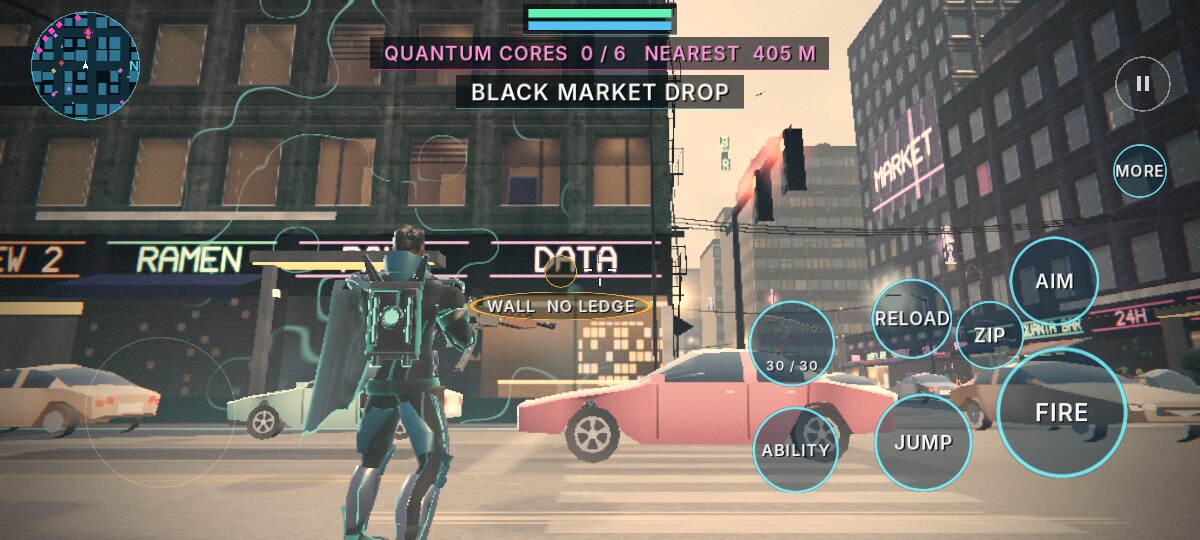 QUANTUM CORES 0 / 6 NEAREST 405 M
BLACK MARKET DROP
N
MARKET
MORE
EW 2
RAMEN
DATA
WALL NO LEDGE
AIM
RELOAD
ZIP
24H
30 / 30
FIRE
JUMP
ABILITY